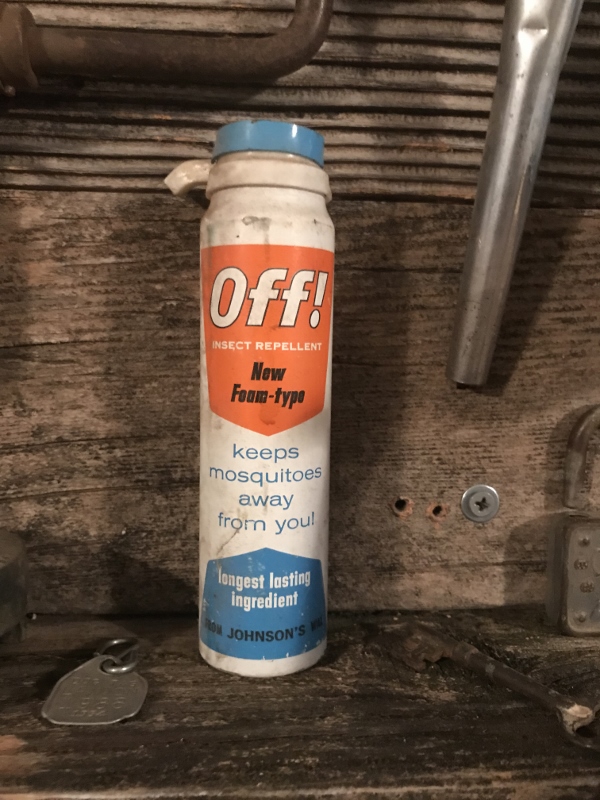 Off!
INSECT REPELLENT
New
Foam-type
keeps
mosquitoes
away
from you!
longest lasting
ingredient
JOHNSON'S